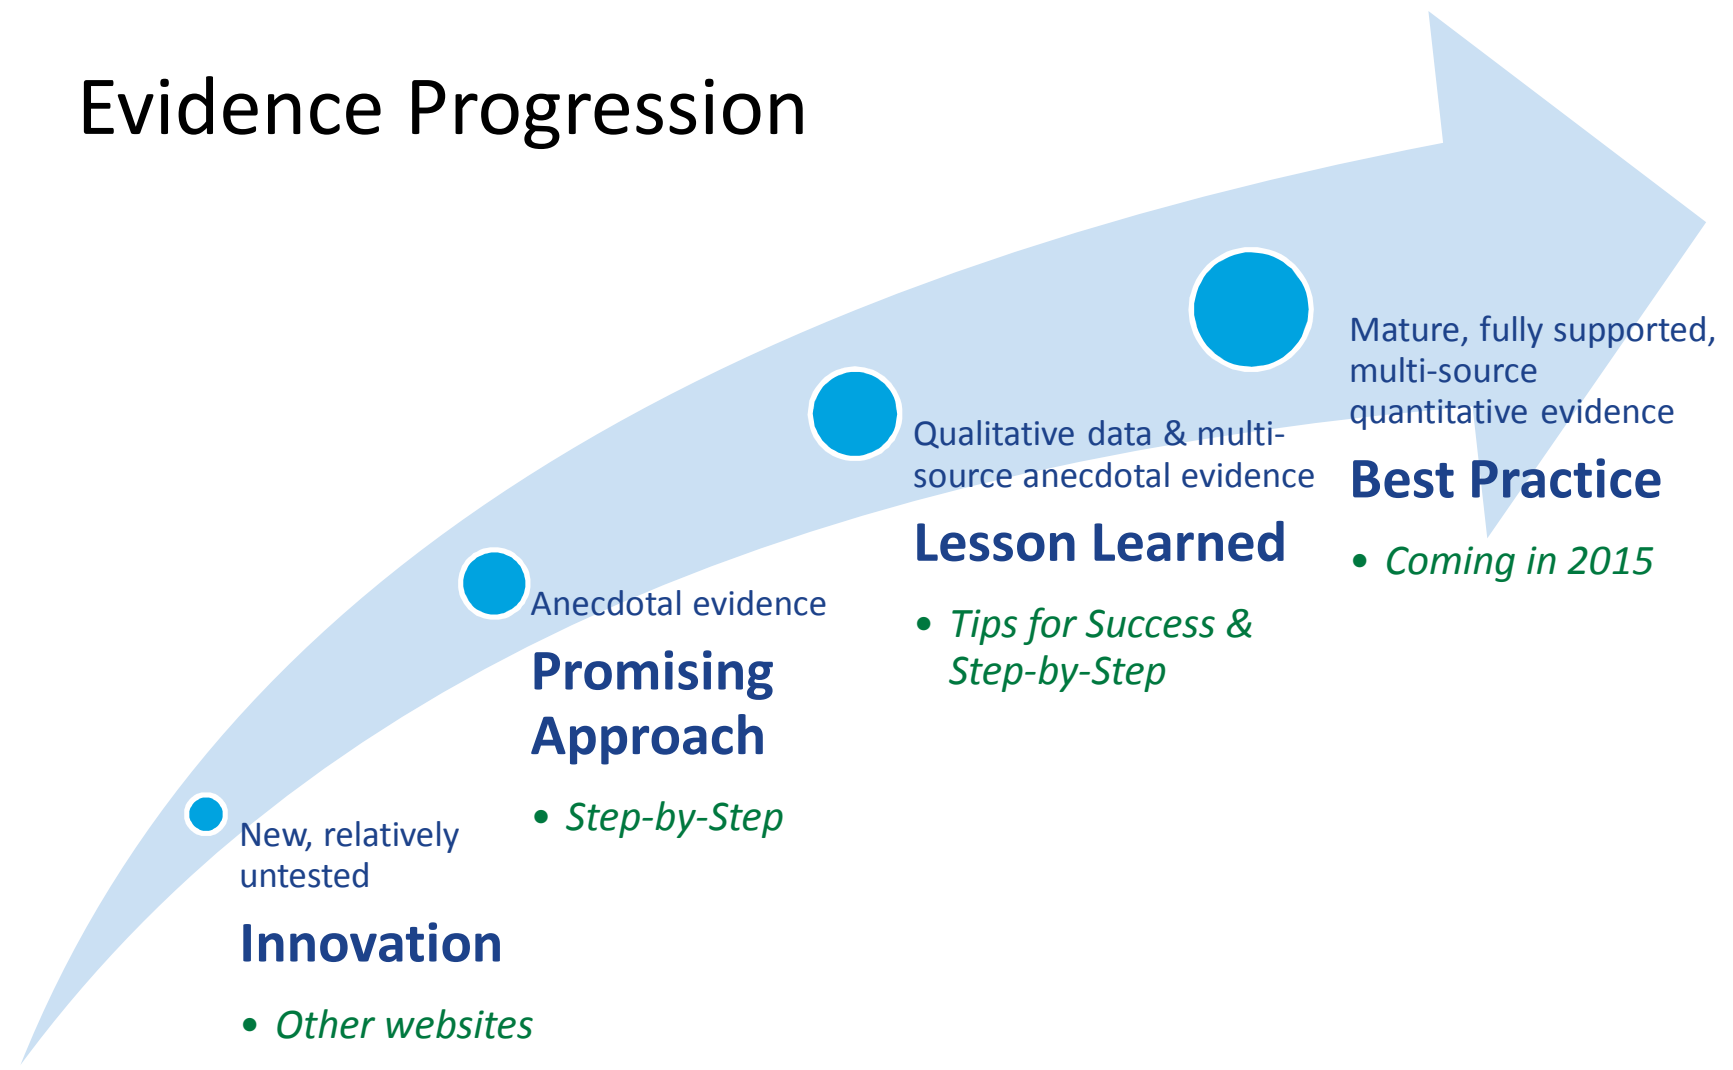 Evidence Progression
New, relatively
untested
Innovation
• Other websites
Anecdotal evidence
Promising
Approach
• Step-by-Step
Qualitative data & multi-
source anecdotal evidence
Lesson Learned
• Tips for Success &
Step-by-Step
Mature, fully supported,
multi-source
quantitative evidence
Best Practice
• Coming in 2015